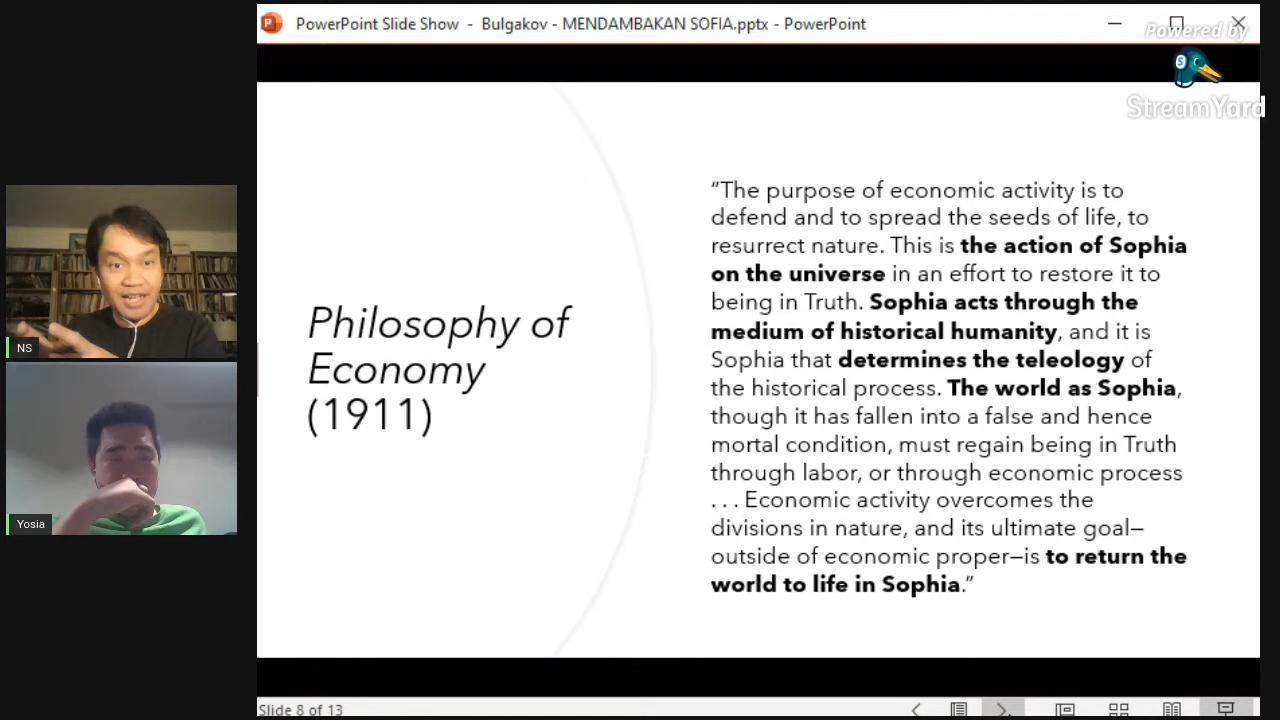 PowerPoint Slide Show - Bulgakov - MENDAMBAKAN SOFIA.pptx - PowerPoint
Powered by
StreamYard
Philosophy of
Economy
(1911)
“The purpose of economic activity is to
defend and to spread the seeds of life, to
resurrect nature. This is the action of Sophia
on the universe in an effort to restore it to
being in Truth. Sophia acts through the
medium of historical humanity, and it is
Sophia that determines the teleology of
the historical process. The world as Sophia,
though it has fallen into a false and hence
mortal condition, must regain being in Truth
through labor, or through economic process
. . . Economic activity overcomes the
divisions in nature, and its ultimate goal—
outside of economic proper—is to return the
world to life in Sophia.”
NS
Yosia
Slide 8 of 13